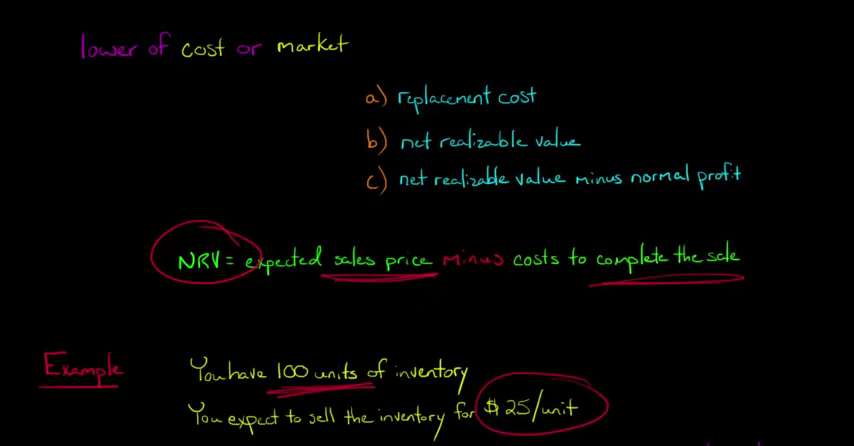 lower of cost or market
a) replacement cost
b) net realizable value
c) net realizable value minus normal profit
NRV = expected sales price minus costs to complete the sale
Example
You have 100 units of inventory
You expect to sell the inventory for $25/unit